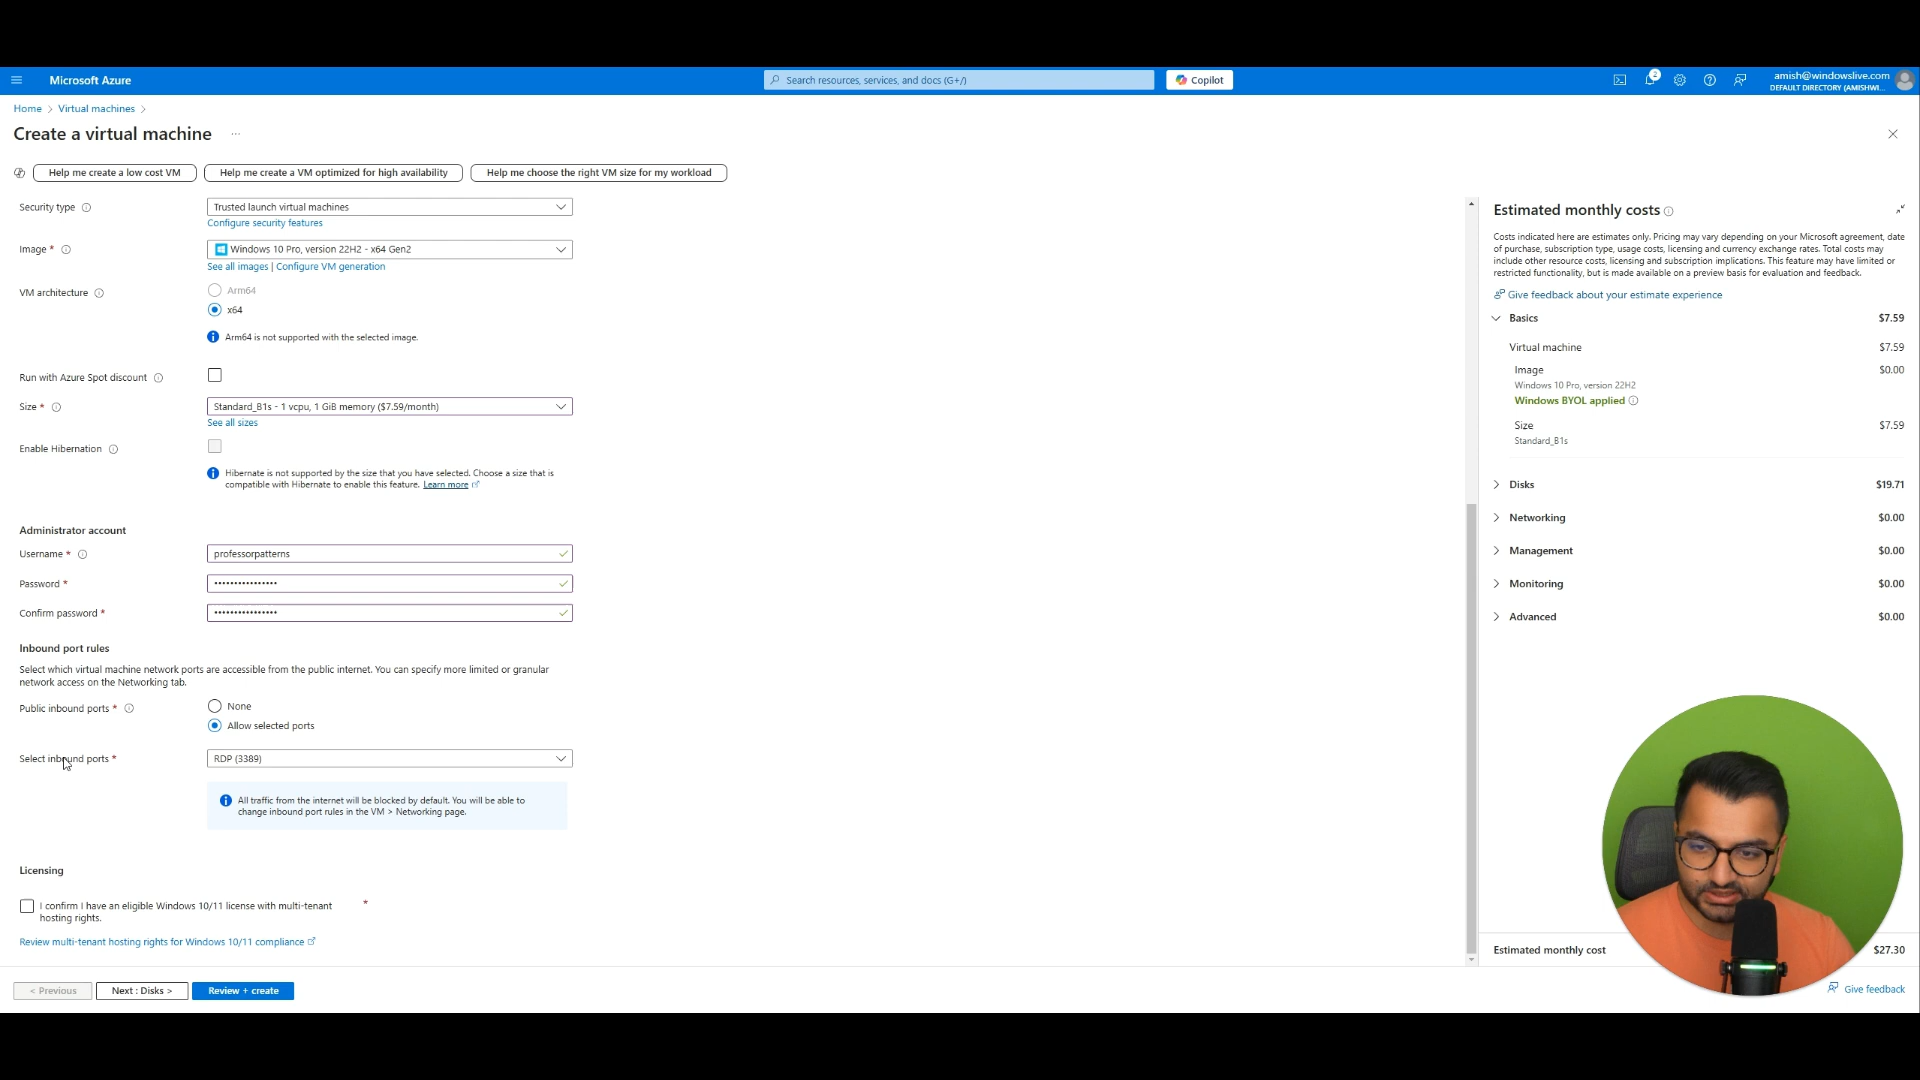 Microsoft Azure
Search resources, services, and docs (G+/)
Copilot
2
amish@windowslive.com
DEFAULT DIRECTORY (AMISHWI...
Home > Virtual machines >
Create a virtual machine ...
Help me create a low cost VM
Help me create a VM optimized for high availability
Help me choose the right VM size for my workload
Security type
Trusted launch virtual machines
Configure security features
Image *
Windows 10 Pro, version 22H2 - x64 Gen2
See all images | Configure VM generation
VM architecture
Arm64
x64
Arm64 is not supported with the selected image.
Run with Azure Spot discount
Size *
Standard_B1s - 1 vcpu, 1 GiB memory ($7.59/month)
See all sizes
Enable Hibernation
Hibernate is not supported by the size that you have selected. Choose a size that is
compatible with Hibernate to enable this feature. Learn more
Administrator account
Username *
professorpatterns
Password *
••••••••••••••••
Confirm password *
••••••••••••••••
Inbound port rules
Select which virtual machine network ports are accessible from the public internet. You can specify more limited or granular
network access on the Networking tab.
Public inbound ports *
None
Allow selected ports
Select inbound ports *
RDP (3389)
All traffic from the internet will be blocked by default. You will be able to
change inbound port rules in the VM > Networking page.
Licensing
I confirm I have an eligible Windows 10/11 license with multi-tenant
hosting rights. *
Review multi-tenant hosting rights for Windows 10/11 compliance
< Previous
Next : Disks >
Review + create
Estimated monthly costs
Costs indicated here are estimates only. Pricing may vary depending on your Microsoft agreement, date
of purchase, subscription type, usage costs, licensing and currency exchange rates. Total costs may
include other resource costs, licensing and subscription implications. This feature may have limited or
restricted functionality, but is made available on a preview basis for evaluation and feedback.
Give feedback about your estimate experience
Basics $7.59
Virtual machine $7.59
Image $0.00
Windows 10 Pro, version 22H2
Windows BYOL applied
Size $7.59
Standard_B1s
Disks $19.71
Networking $0.00
Management $0.00
Monitoring $0.00
Advanced $0.00
Estimated monthly cost $27.30
Give feedback